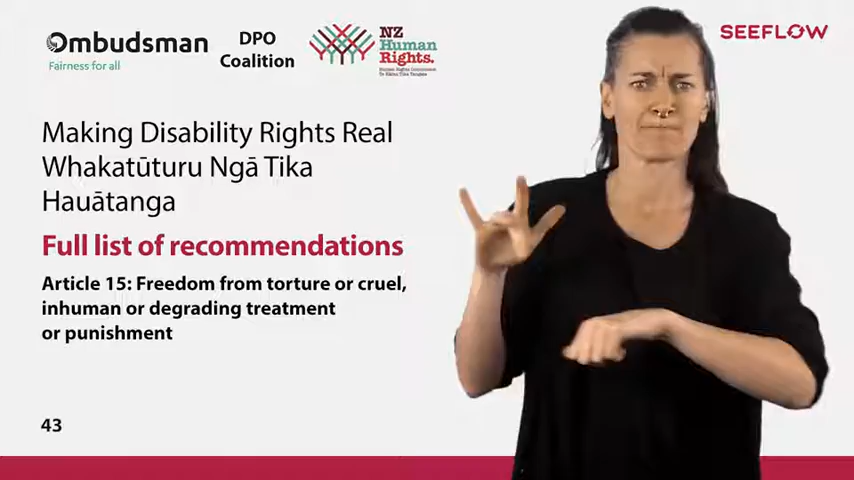 Ombudsman
Fairness for all
DPO
Coalition
NZ
Human
Rights.
SEEFLOW
Making Disability Rights Real
Whakatūturu Ngā Tika
Hauātanga
Full list of recommendations
Article 15: Freedom from torture or cruel,
inhuman or degrading treatment
or punishment
43